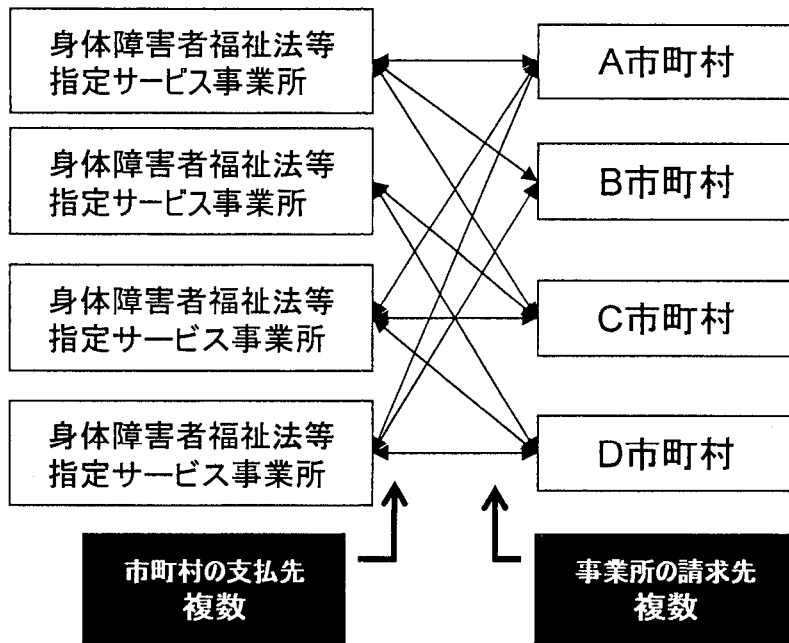 身体障害者福祉法等
指定サービス事業所
身体障害者福祉法等
指定サービス事業所
身体障害者福祉法等
指定サービス事業所
身体障害者福祉法等
指定サービス事業所
A市町村
B市町村
C市町村
D市町村
市町村の支払先
複数
事業所の請求先
複数